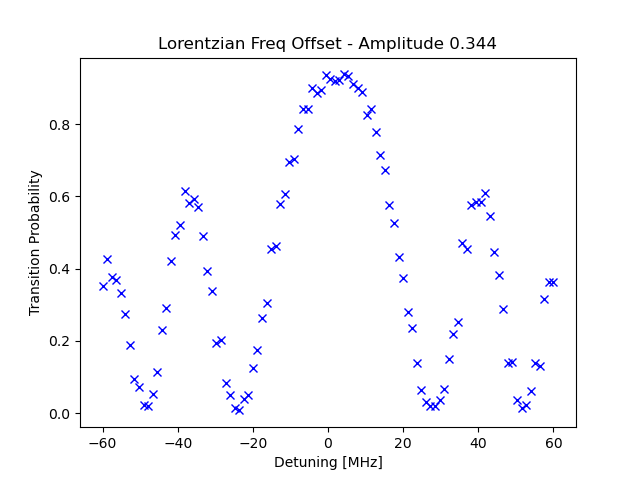 Lorentzian Freq Offset - Amplitude 0.344
Transition Probability
0.8
0.6
0.4
0.2
0.0
−60 −40 −20 0 20 40 60
Detuning [MHz]